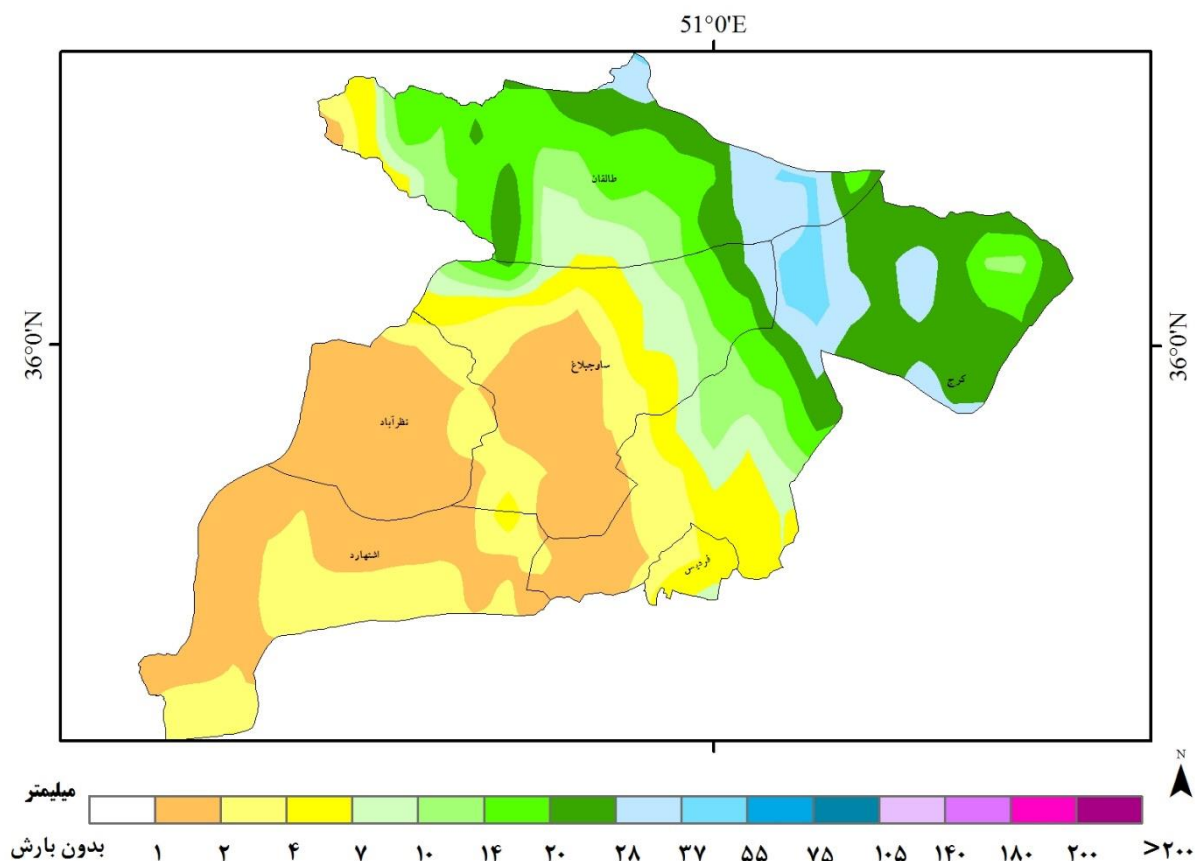 51°0'E
36°0'N
36°0'N
طالقان
کرج
ساوجبلاغ
نظرآباد
اشتهارد
فردیس
N
میلیمتر
بدون بارش ۱ ۲ ۴ ۷ ۱۰ ۱۴ ۲۰ ۲۸ ۳۷ ۵۵ ۷۵ ۱۰۵ ۱۴۰ ۱۸۰ ۲۰۰ >۲۰۰